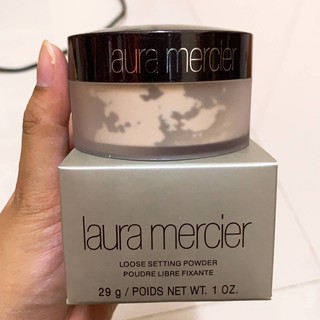 laura mercier
laura mercier
LOOSE SETTING POWDER
POUDRE LIBRE FIXANTE
29 g / POIDS NET WT. 1 OZ.